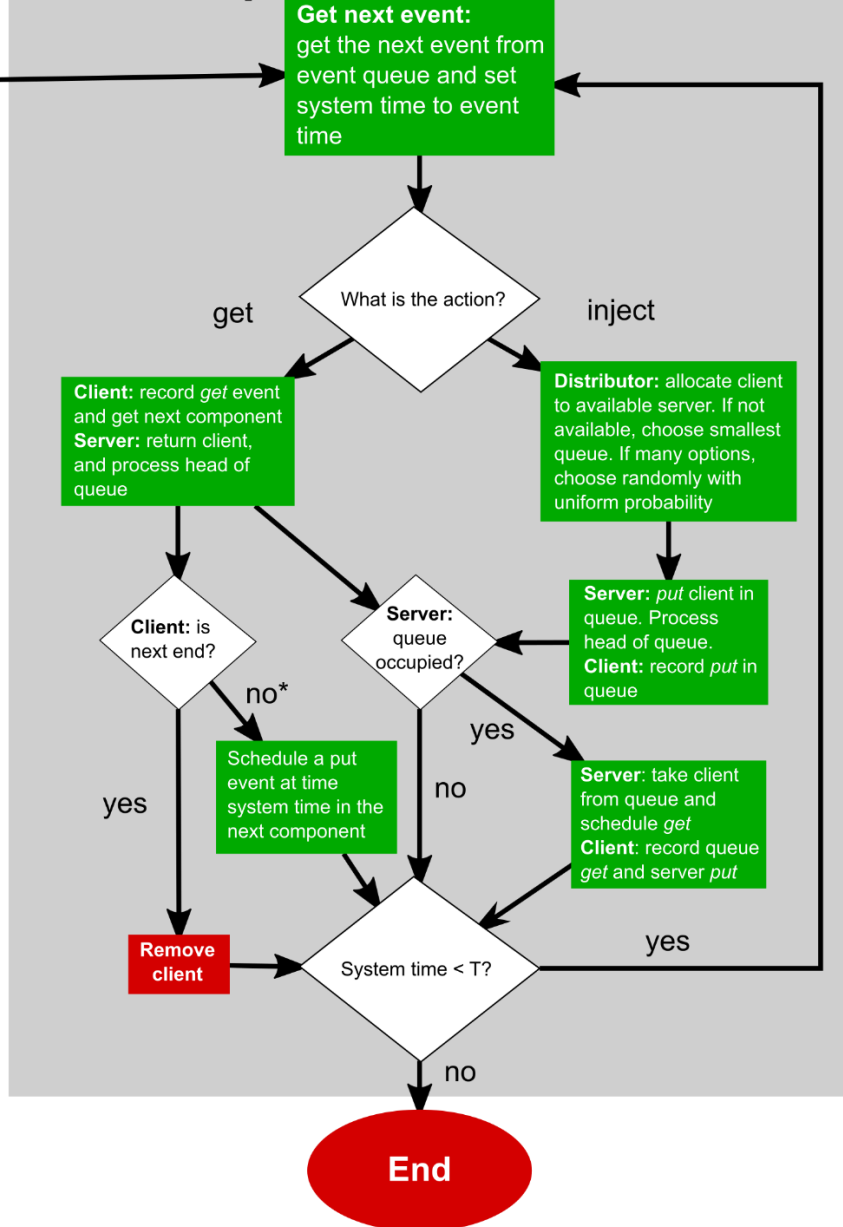 Get next event:
get the next event from
event queue and set
system time to event
time
What is the action?
get
inject
Client: record get event
and get next component
Server: return client,
and process head of
queue
Distributor: allocate client
to available server. If not
available, choose smallest
queue. If many options,
choose randomly with
uniform probability
Client: is
next end?
Server:
queue
occupied?
Server: put client in
queue. Process
head of queue.
Client: record put in
queue
no*
yes
yes
no
Schedule a put
event at time
system time in the
next component
Server: take client
from queue and
schedule get
Client: record queue
get and server put
Remove
client
System time < T?
yes
no
End